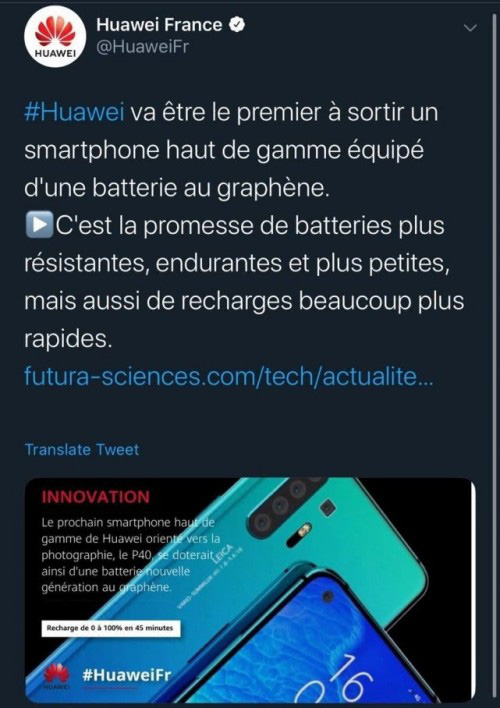 Huawei France
@HuaweiFr
HUAWEI
#Huawei va être le premier à sortir un
smartphone haut de gamme équipé
d'une batterie au graphène.
▶️C'est la promesse de batteries plus
résistantes, endurantes et plus petites,
mais aussi de recharges beaucoup plus
rapides.
futura-sciences.com/tech/actualite...
Translate Tweet
INNOVATION
Le prochain smartphone haut de
gamme de Huawei orienté vers la
photographie, le P40, se doterait
ainsi d'une batterie nouvelle
génération au graphène.
Recharge de 0 à 100% en 45 minutes
HUAWEI
#HuaweiFr
LEICA
16